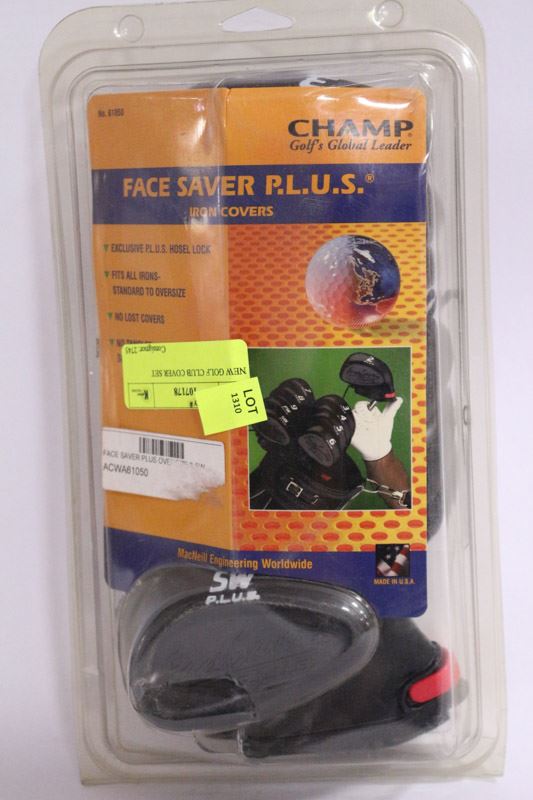 No. 61050
CHAMP
Golf's Global Leader
FACE SAVER P.L.U.S.®
IRON COVERS
EXCLUSIVE P.L.U.S. HOSEL LOCK
FITS ALL IRONS-
STANDARD TO OVERSIZE
NO LOST COVERS
NEW GOLF CLUB COVER SET
Consignor: 2745
LOT
1310
FACE SAVER PLUS
ACWA61050
MacNeill Engineering Worldwide
MADE IN U.S.A.
SW
P.L.U.S.